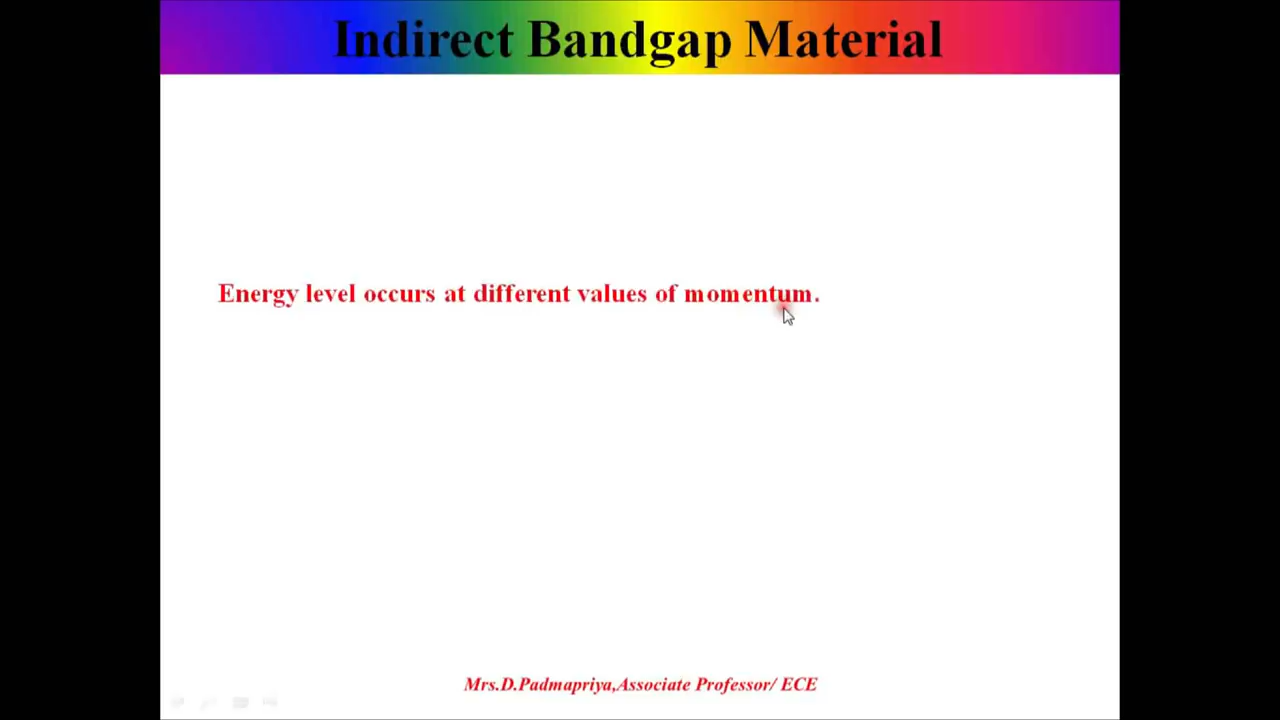 Indirect Bandgap Material
Energy level occurs at different values of momentum.
Mrs.D.Padmapriya,Associate Professor/ ECE